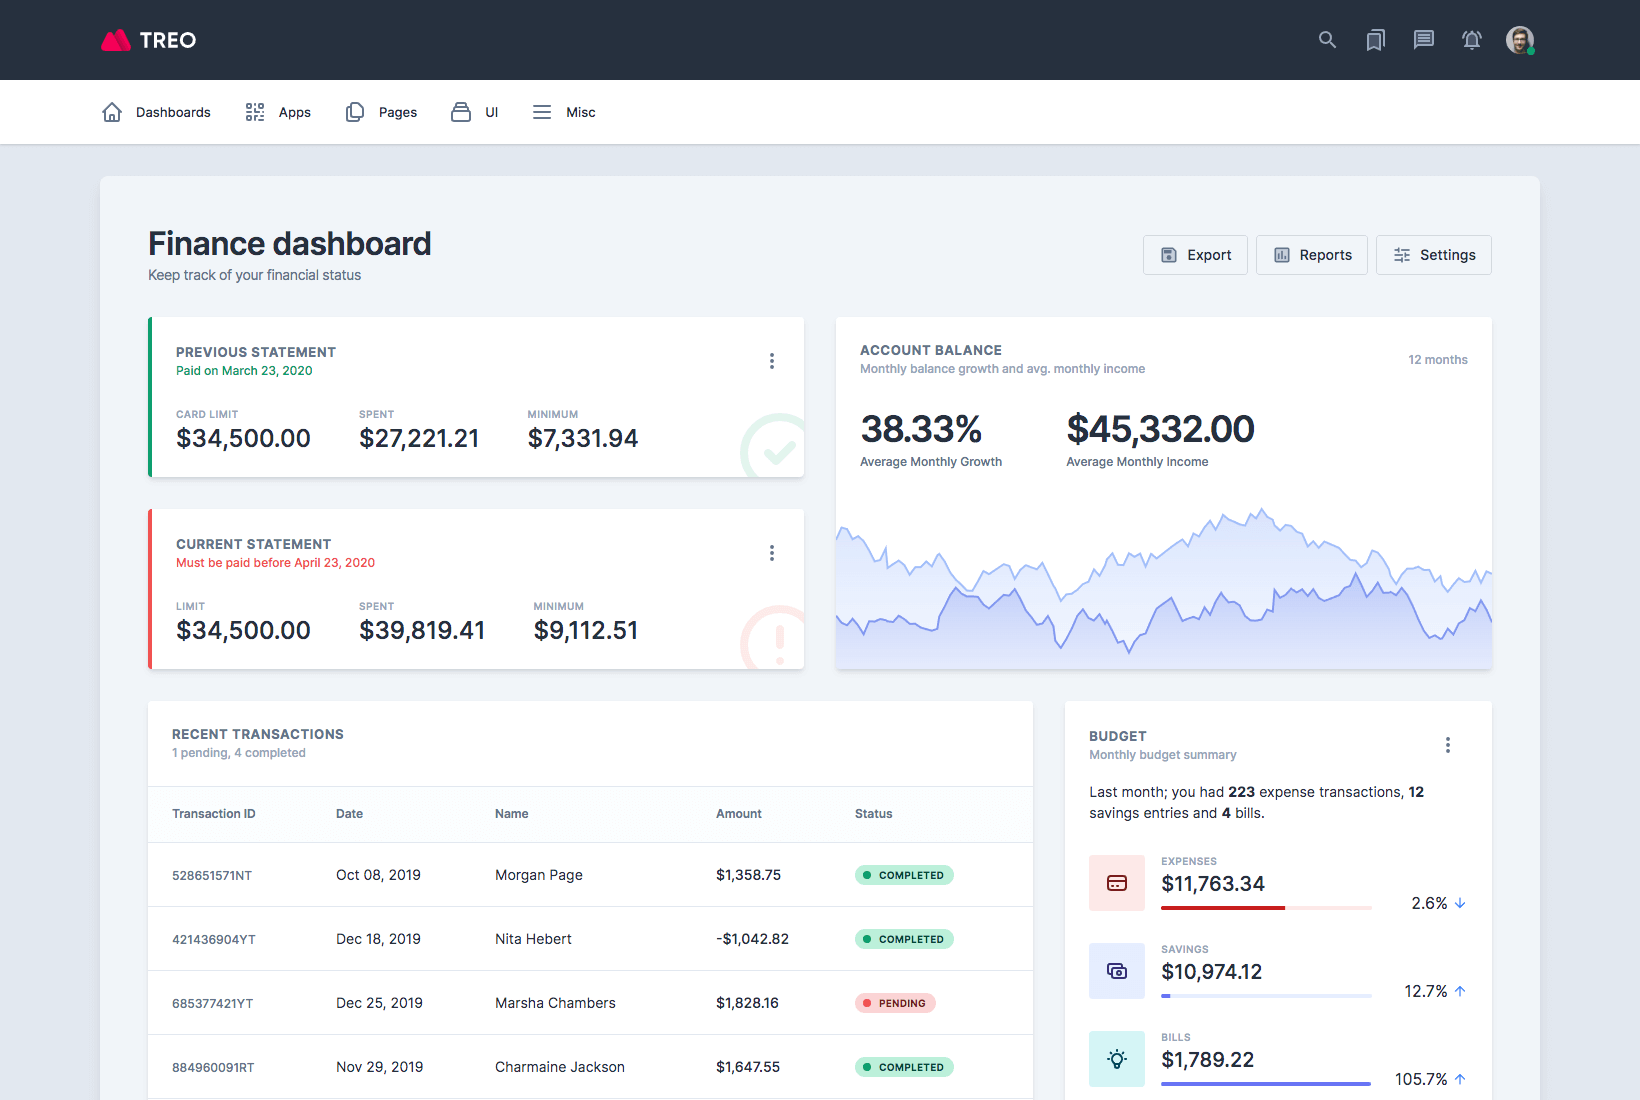 TREO
Dashboards
Apps
Pages
UI
Misc
Finance dashboard
Keep track of your financial status
Export
Reports
Settings
PREVIOUS STATEMENT
Paid on March 23, 2020
CARD LIMIT
$34,500.00
SPENT
$27,221.21
MINIMUM
$7,331.94
CURRENT STATEMENT
Must be paid before April 23, 2020
LIMIT
$34,500.00
SPENT
$39,819.41
MINIMUM
$9,112.51
ACCOUNT BALANCE
Monthly balance growth and avg. monthly income
12 months
38.33%
Average Monthly Growth
$45,332.00
Average Monthly Income
RECENT TRANSACTIONS
1 pending, 4 completed
Transaction ID Date Name Amount Status
528651571NT Oct 08, 2019 Morgan Page $1,358.75 COMPLETED
421436904YT Dec 18, 2019 Nita Hebert -$1,042.82 COMPLETED
685377421YT Dec 25, 2019 Marsha Chambers $1,828.16 PENDING
884960091RT Nov 29, 2019 Charmaine Jackson $1,647.55 COMPLETED
BUDGET
Monthly budget summary
Last month; you had 223 expense transactions, 12
savings entries and 4 bills.
EXPENSES
$11,763.34
2.6%
SAVINGS
$10,974.12
12.7%
BILLS
$1,789.22
105.7%